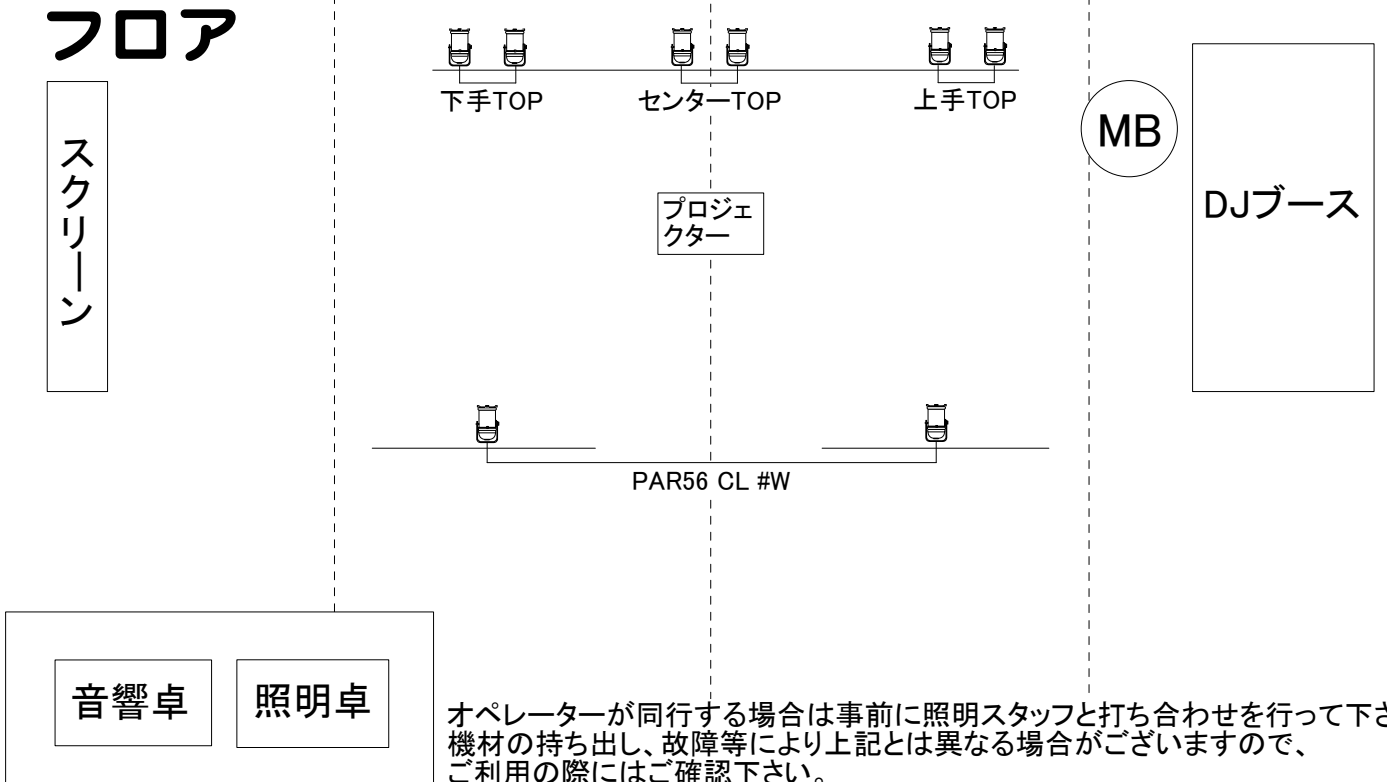 フロア
下手TOP
センターTOP
上手TOP
MB
スクリーン
プロジェ
クター
DJブース
PAR56 CL #W
音響卓
照明卓
オペレーターが同行する場合は事前に照明スタッフと打ち合わせを行って下さ
機材の持ち出し、故障等により上記とは異なる場合がございますので、
ご利用の際にはご確認下さい。